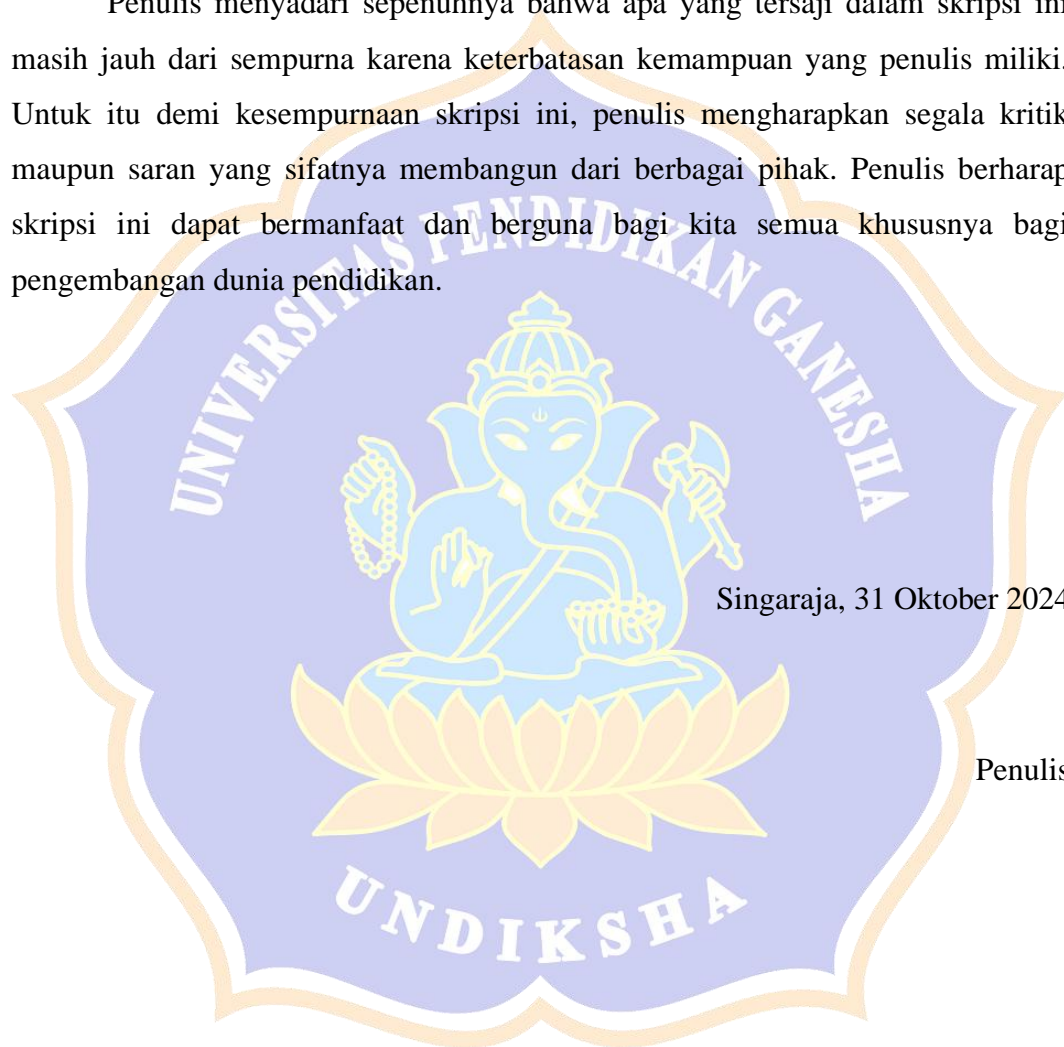 Penulis menyadari sepenuhnya bahwa apa yang tersaji dalam skripsi ini
masih jauh dari sempurna karena keterbatasan kemampuan yang penulis miliki.
Untuk itu demi kesempurnaan skripsi ini, penulis mengharapkan segala kritik
maupun saran yang sifatnya membangun dari berbagai pihak. Penulis berharap
skripsi ini dapat bermanfaat dan berguna bagi kita semua khususnya bagi
pengembangan dunia pendidikan.
UNIVERSITAS PENDIDIKAN GANESHA
Singaraja, 31 Oktober 2024
Penulis
UNDIKSHA